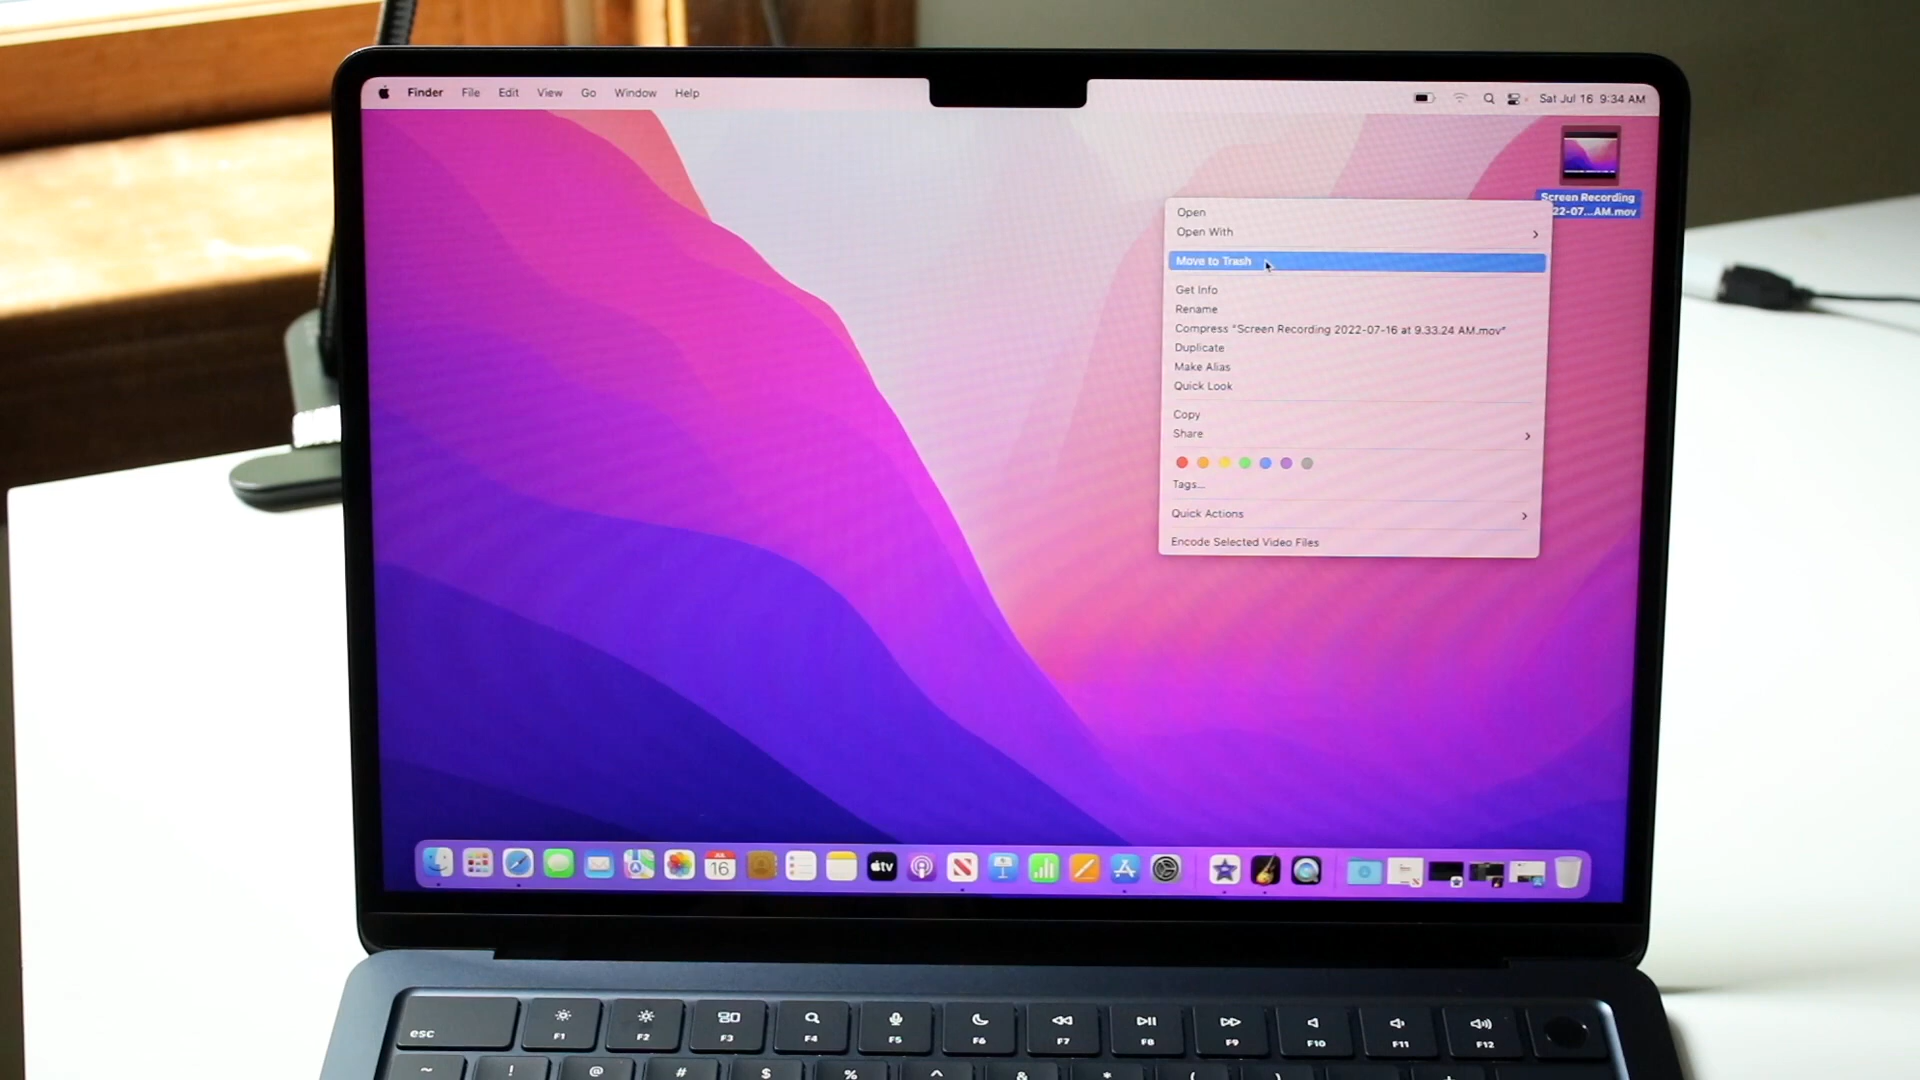 Finder File Edit View Go Window Help
Sat Jul 16 9:34 AM
Screen Recording
22-07...AM.mov
Open
Open With
Move to Trash
Get Info
Rename
Compress "Screen Recording 2022-07-16 at 9.33.24 AM.mov"
Duplicate
Make Alias
Quick Look
Copy
Share
Tags...
Quick Actions
Encode Selected Video Files
JUL
16
tv
esc
F1 F2 F3 F4 F5 F6 F7 F8 F9 F10 F11 F12
~ ! @ # $ % ^ & * ( )